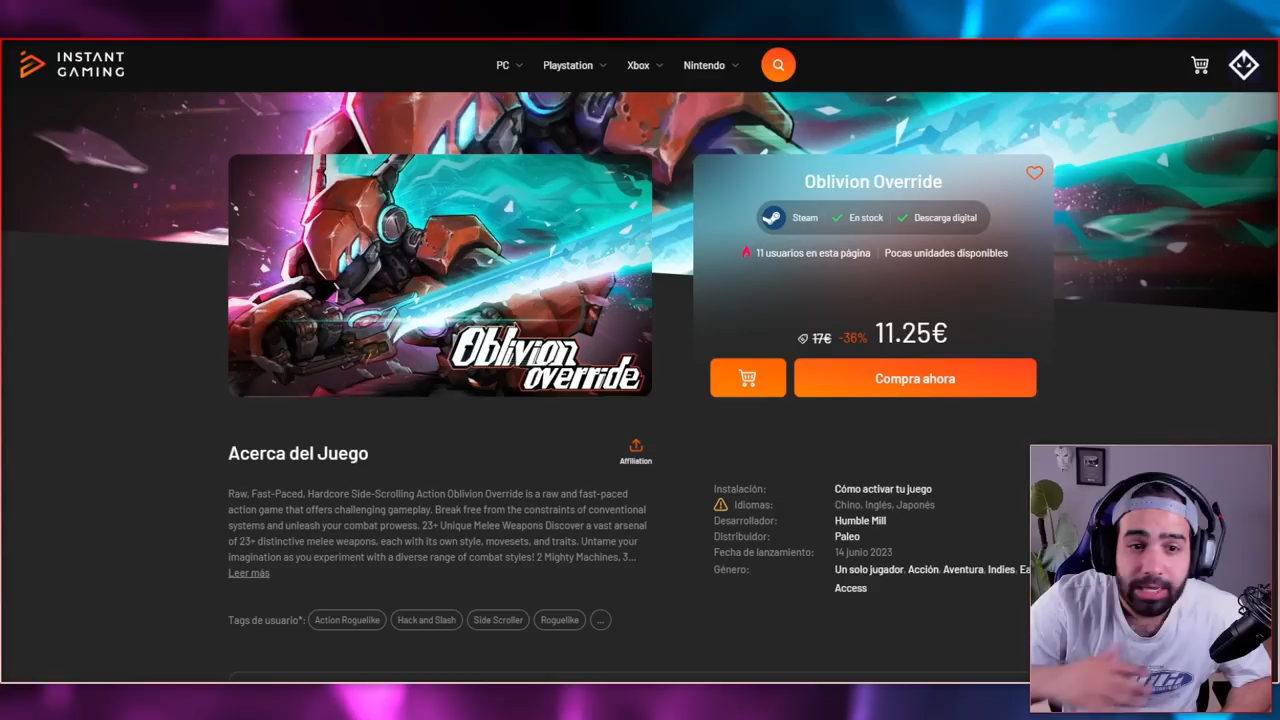 INSTANT
GAMING
PC
Playstation
Xbox
Nintendo
Oblivion Override
Steam
En stock
Descarga digital
11 usuarios en esta página
Pocas unidades disponibles
17€ -36% 11.25€
Compra ahora
Oblivion
override
Acerca del Juego
Affiliation
Raw, Fast-Paced, Hardcore Side-Scrolling Action Oblivion Override is a raw and fast-paced
action game that offers challenging gameplay. Break free from the constraints of conventional
systems and unleash your combat prowess. 23+ Unique Melee Weapons Discover a vast arsenal
of 23+ distinctive melee weapons, each with its own style, movesets, and traits. Untame your
imagination as you experiment with a diverse range of combat styles! 2 Mighty Machines, 3...
Leer más
Tags de usuario*:
Action Roguelike
Hack and Slash
Side Scroller
Roguelike
...
Instalación: Cómo activar tu juego
Idiomas: Chino, Inglés, Japonés
Desarrollador: Humble Mill
Distribuidor: Paleo
Fecha de lanzamiento: 14 junio 2023
Género: Un solo jugador, Acción, Aventura, Indies, Ea
Access